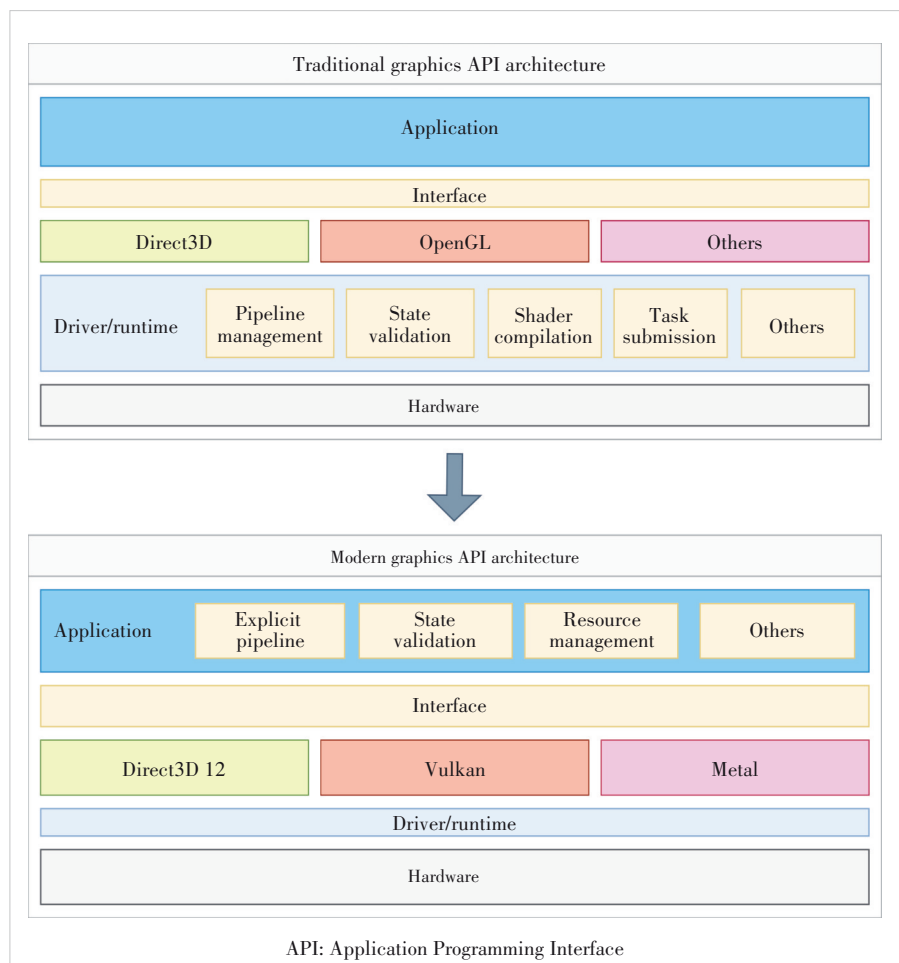 Traditional graphics API architecture
Application
Interface
Direct3D
OpenGL
Others
Driver/runtime
Pipeline
management
State
validation
Shader
compilation
Task
submission
Others
Hardware
Modern graphics API architecture
Application
Explicit
pipeline
State
validation
Resource
management
Others
Interface
Direct3D 12
Vulkan
Metal
Driver/runtime
Hardware
API: Application Programming Interface